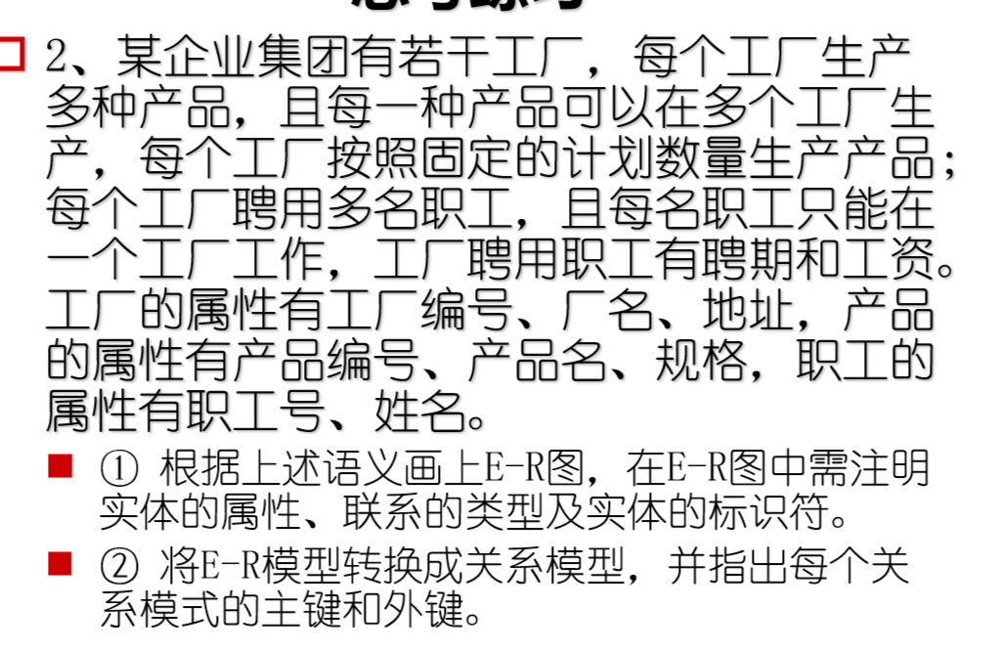 2、某企业集团有若干工厂，每个工厂生产
多种产品，且每一种产品可以在多个工厂生
产，每个工厂按照固定的计划数量生产产品；
每个工厂聘用多名职工，且每名职工只能在
一个工厂工作，工厂聘用职工有聘期和工资。
工厂的属性有工厂编号、厂名、地址，产品
的属性有产品编号、产品名、规格，职工的
属性有职工号、姓名。
① 根据上述语义画上E-R图，在E-R图中需注明
实体的属性、联系的类型及实体的标识符。
② 将E-R模型转换成关系模型，并指出每个关
系模式的主键和外键。